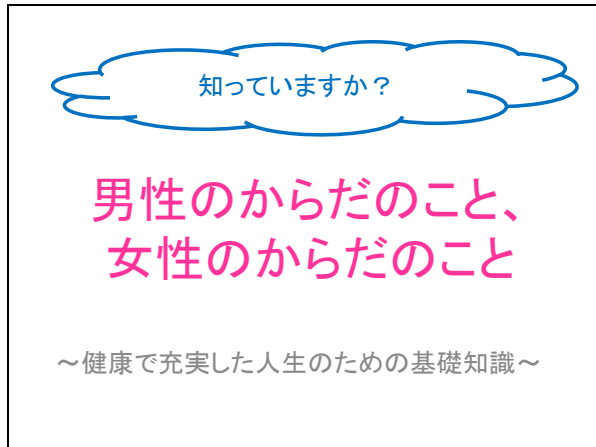 知っていますか？
男性のからだのこと、
女性のからだのこと
～健康で充実した人生のための基礎知識～